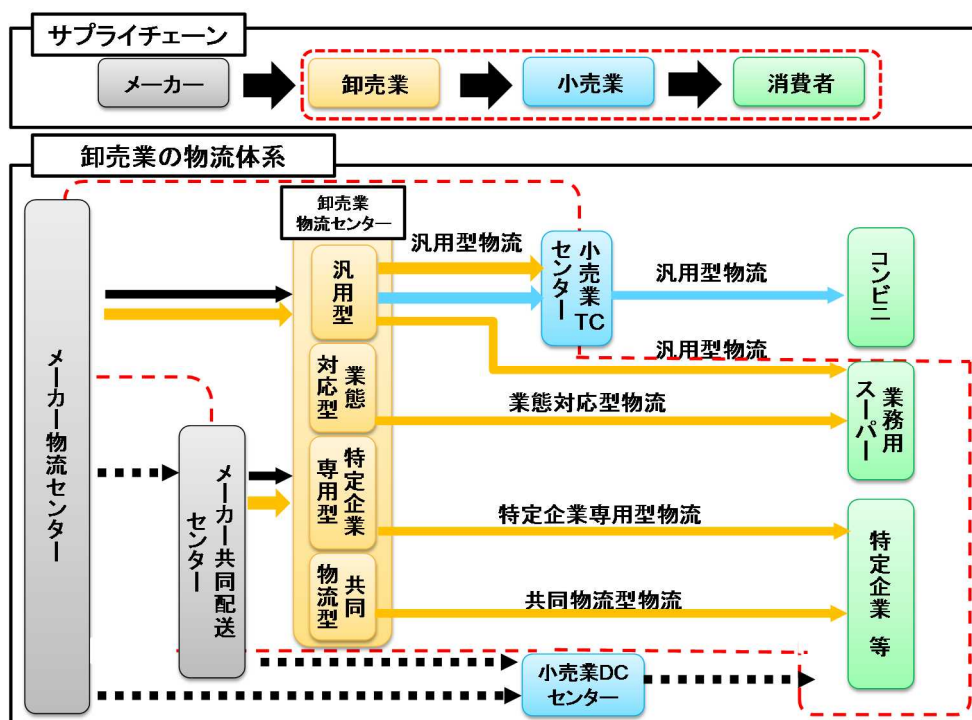 サプライチェーン
メーカー
卸売業
小売業
消費者
卸売業の物流体系
卸売業
物流センター
汎用型物流
メーカー物流センター
メーカー共同配送
センター
汎用型
業態
対応型
特定企業
専用型
共同
物流型
小売業TC
センター
汎用型物流
コンビニ
汎用型物流
業態対応型物流
業務用
スーパー
特定企業専用型物流
共同物流型物流
特定企業 等
小売業DC
センター